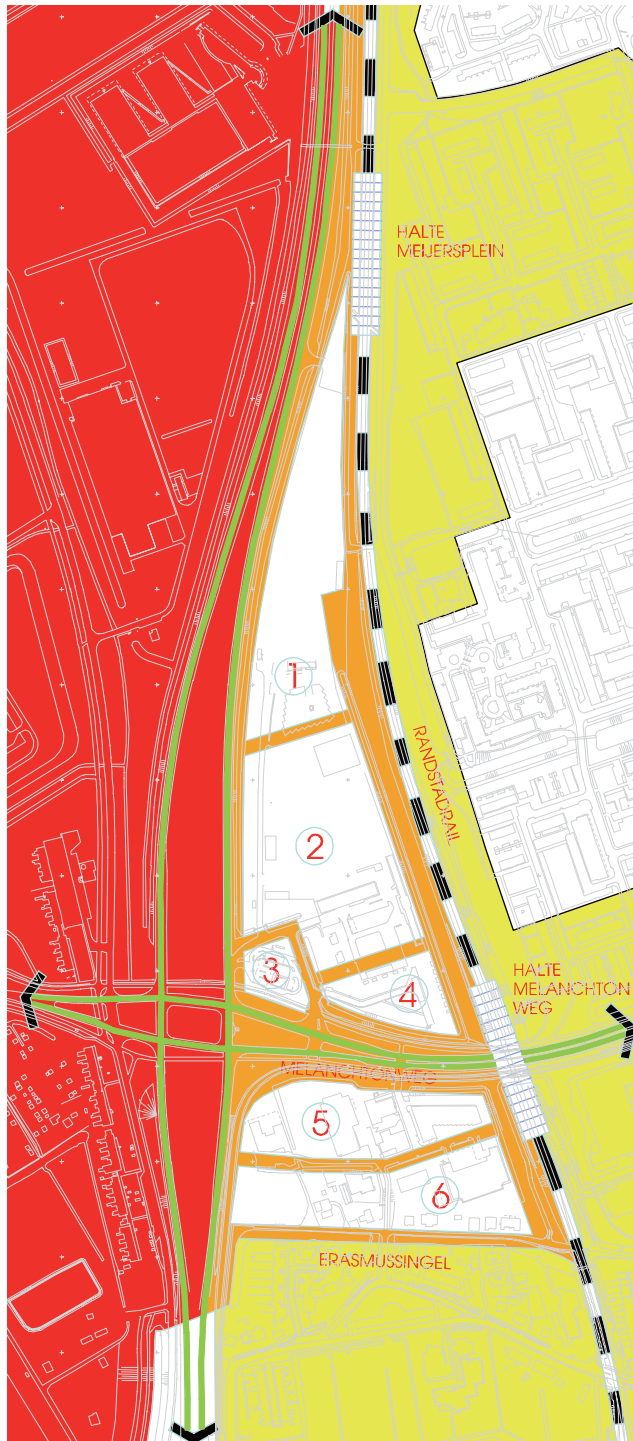 HALTE
MEIJERSPLEIN
1
RANDSTADRAIL
2
3
4
HALTE
MELANCHTON
WEG
MELANCHTONWEG
5
6
ERASMUSSINGEL